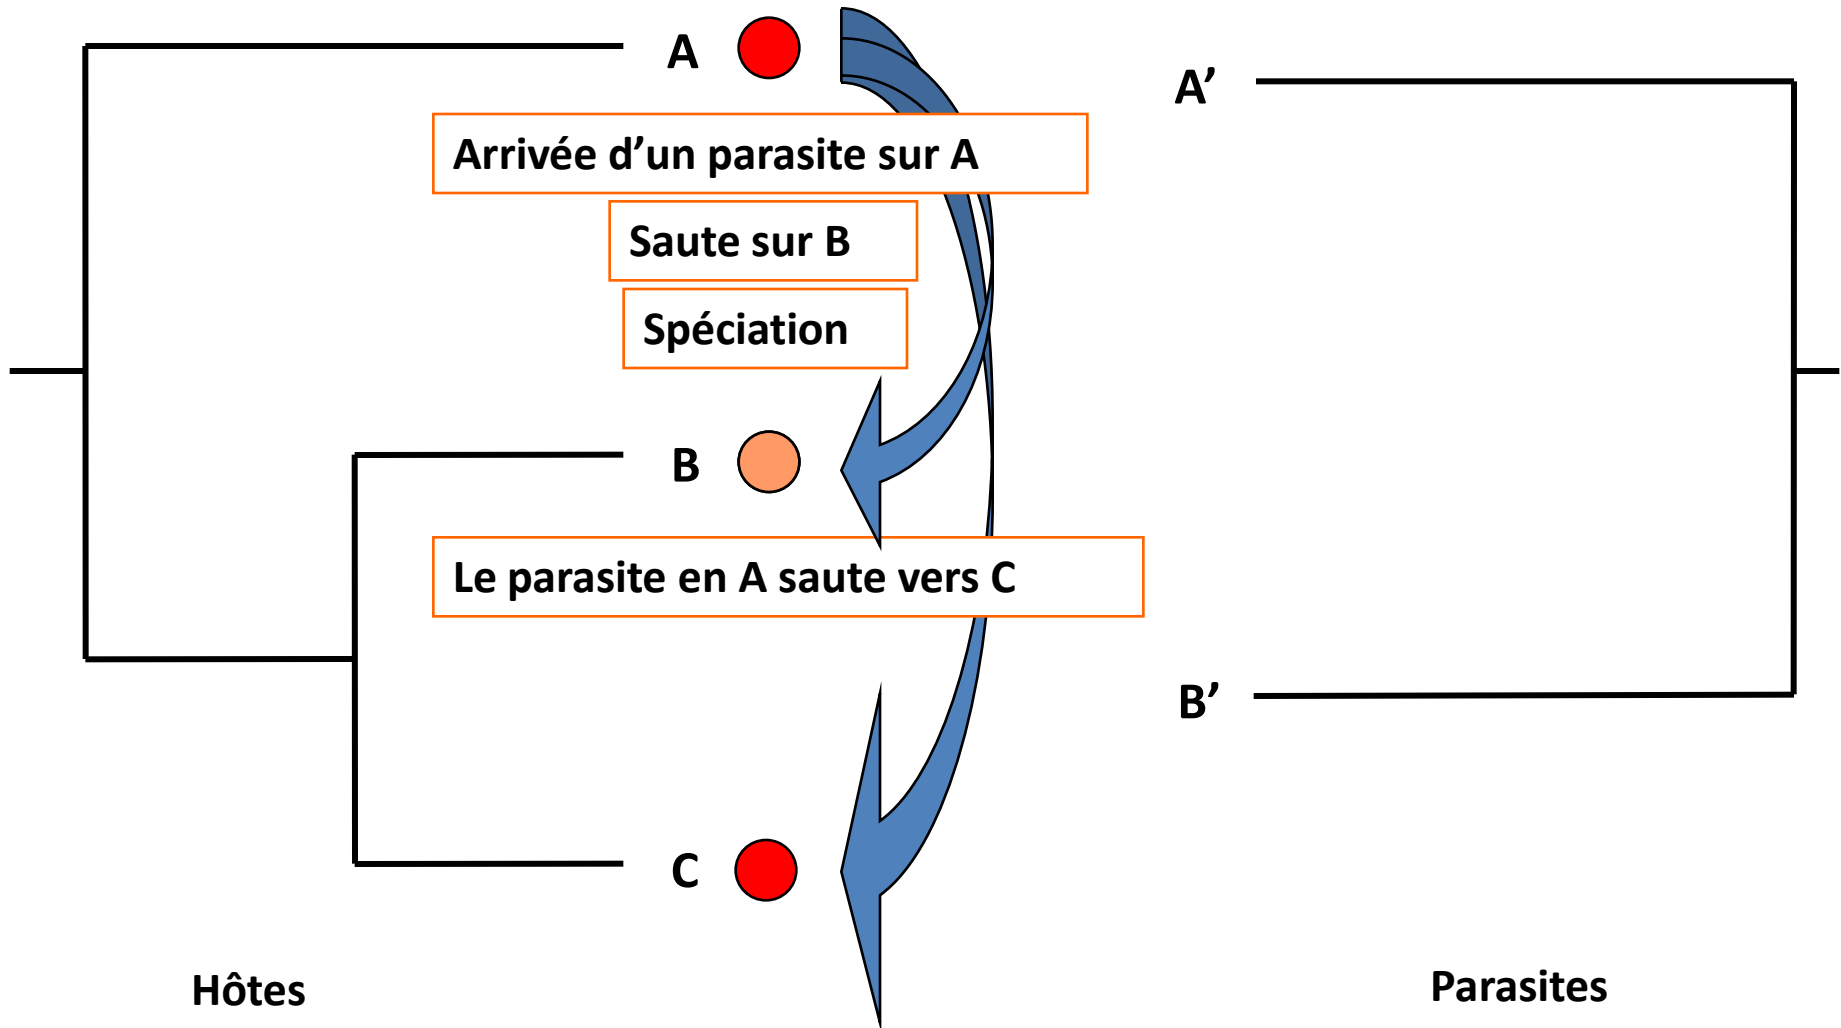 A
A’
Arrivée d’un parasite sur A
Saute sur B
Spéciation
B
Le parasite en A saute vers C
B’
C
Hôtes
Parasites